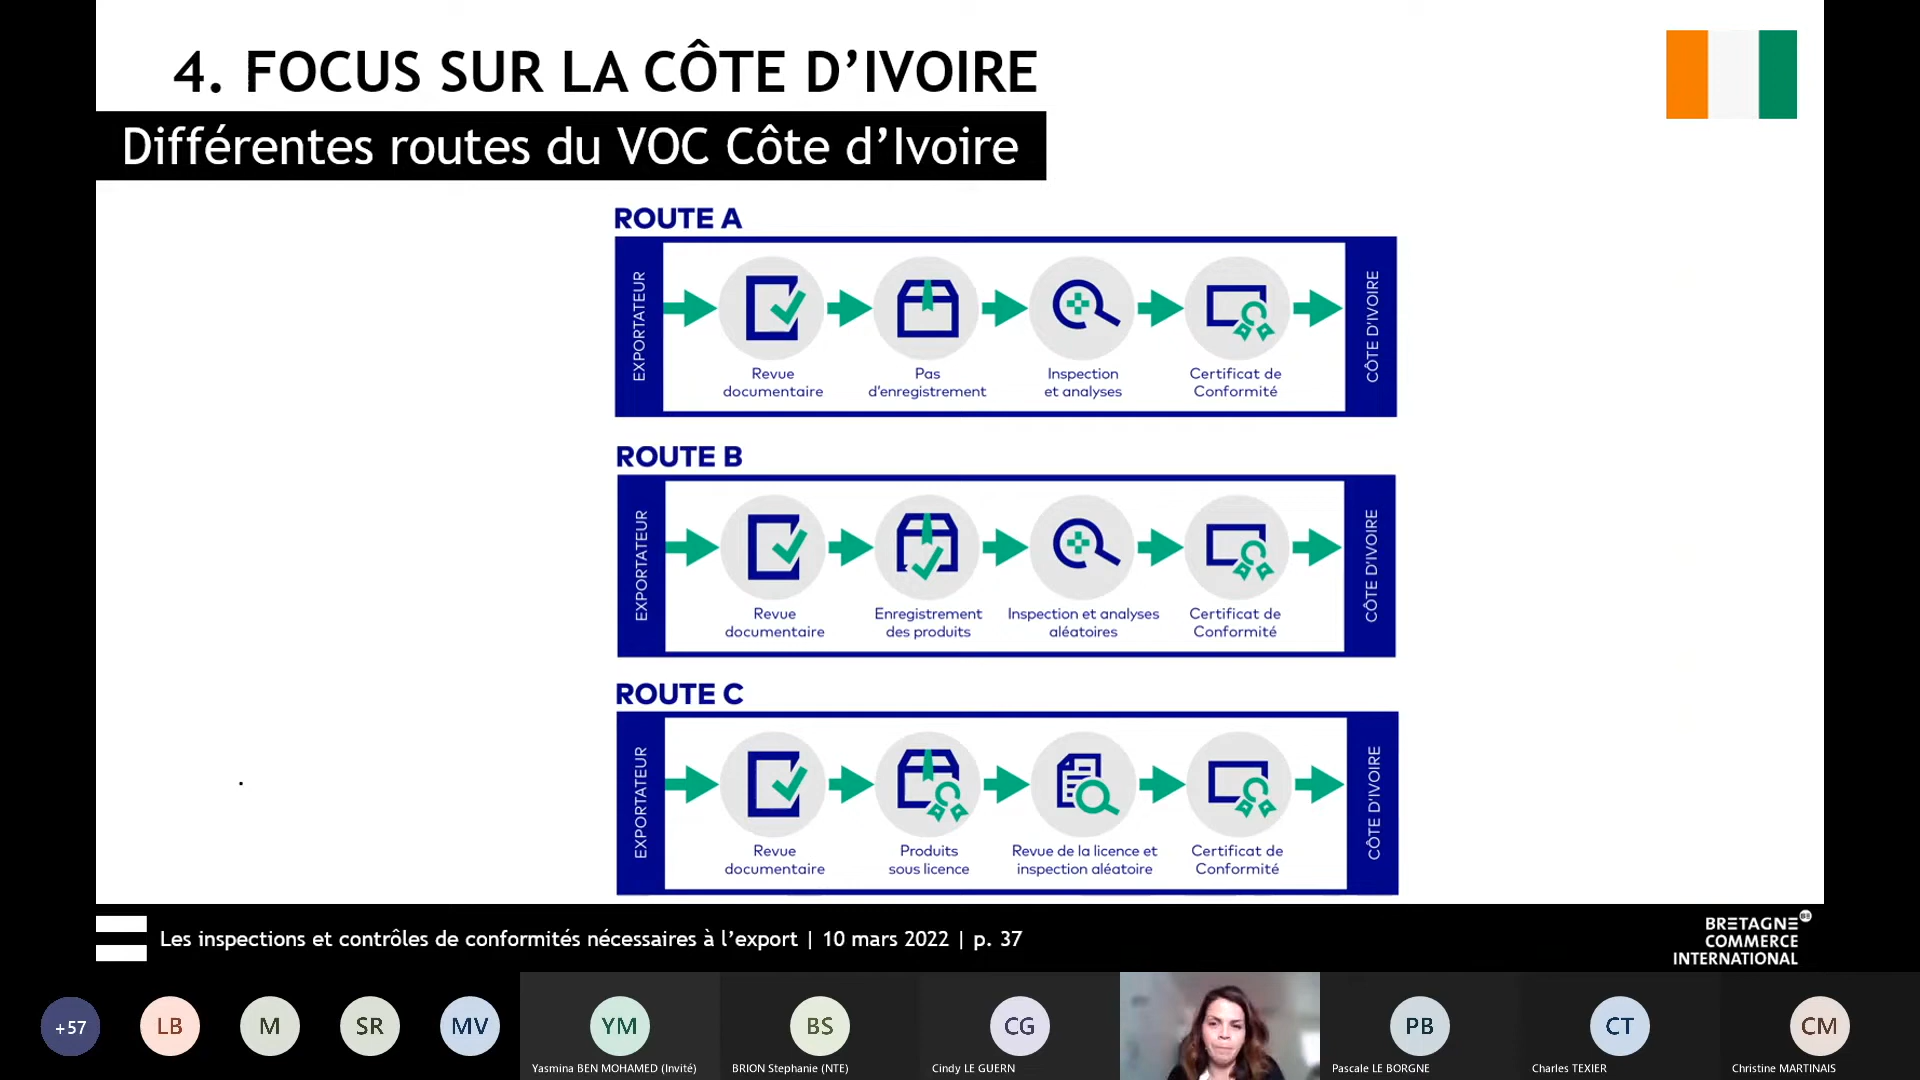 4. FOCUS SUR LA CÔTE D’IVOIRE
Différentes routes du VOC Côte d’Ivoire
ROUTE A
EXPORTATEUR
Revue
documentaire
Pas
d’enregistrement
Inspection
et analyses
Certificat de
Conformité
CÔTE D’IVOIRE
ROUTE B
EXPORTATEUR
Revue
documentaire
Enregistrement
des produits
Inspection et analyses
aléatoires
Certificat de
Conformité
CÔTE D’IVOIRE
ROUTE C
EXPORTATEUR
Revue
documentaire
Produits
sous licence
Revue de la licence et
inspection aléatoire
Certificat de
Conformité
CÔTE D’IVOIRE
Les inspections et contrôles de conformités nécessaires à l’export | 10 mars 2022 | p. 37
BRETAGNE
COMMERCE
INTERNATIONAL
+57
LB
M
SR
MV
YM
Yasmina BEN MOHAMED (Invité)
BS
BRION Stephanie (NTE)
CG
Cindy LE GUERN
PB
Pascale LE BORGNE
CT
Charles TEXIER
CM
Christine MARTINAIS